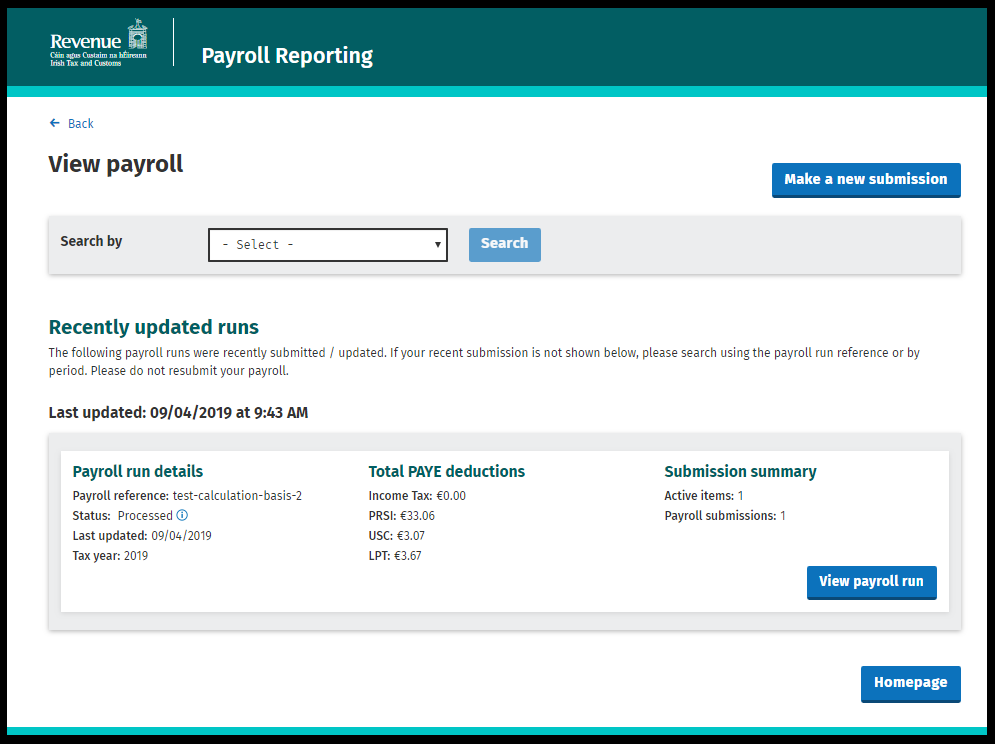 Revenue
Cáin agus Custaim na hÉireann
Irish Tax and Customs
Payroll Reporting
Back
View payroll
Make a new submission
Search by
- Select -
Search
Recently updated runs
The following payroll runs were recently submitted / updated. If your recent submission is not shown below, please search using the payroll run reference or by
period. Please do not resubmit your payroll.
Last updated: 09/04/2019 at 9:43 AM
Payroll run details
Payroll reference: test-calculation-basis-2
Status: Processed
Last updated: 09/04/2019
Tax year: 2019
Total PAYE deductions
Income Tax: €0.00
PRSI: €33.06
USC: €3.07
LPT: €3.67
Submission summary
Active items: 1
Payroll submissions: 1
View payroll run
Homepage